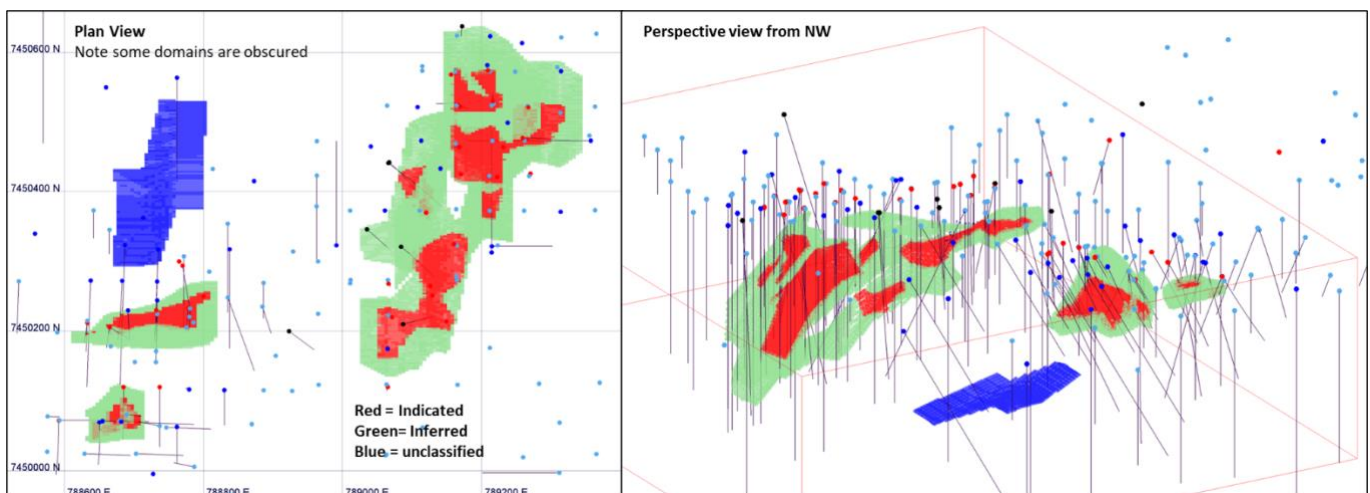 Plan View
Note some domains are obscured
Perspective view from NW
7450600 N
7450400 N
7450200 N
Red = Indicated
Green= Inferred
Blue = unclassified
7450000 N
788600 E
788800 E
789000 E
789200 E